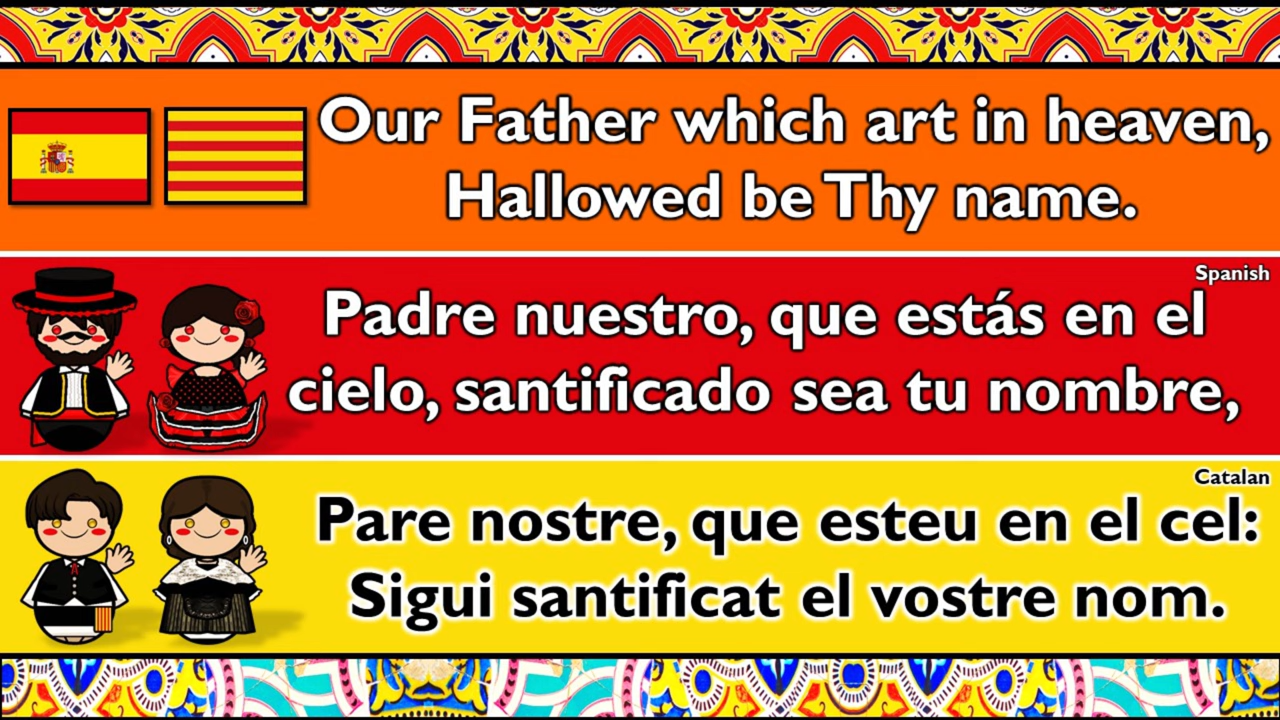 Our Father which art in heaven,
Hallowed be Thy name.
Spanish
Padre nuestro, que estás en el
cielo, santificado sea tu nombre,
Catalan
Pare nostre, que esteu en el cel:
Sigui santificat el vostre nom.